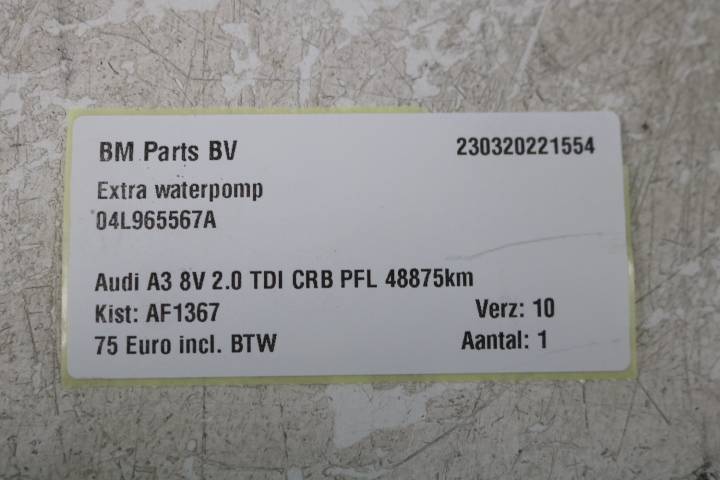 BM Parts BV 230320221554
Extra waterpomp
04L965567A
Audi A3 8V 2.0 TDI CRB PFL 48875km
Kist: AF1367 Verz: 10
75 Euro incl. BTW Aantal: 1